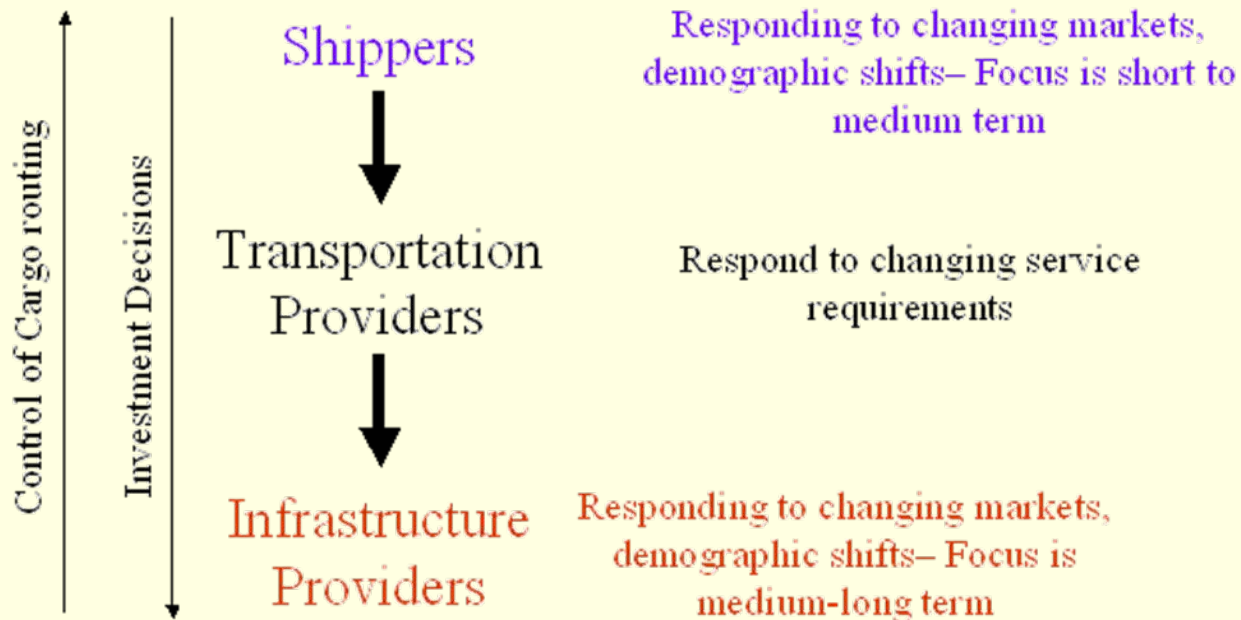 Control of Cargo routing
Investment Decisions
Shippers
Responding to changing markets,
demographic shifts– Focus is short to
medium term
Transportation
Providers
Respond to changing service
requirements
Infrastructure
Providers
Responding to changing markets,
demographic shifts– Focus is
medium-long term